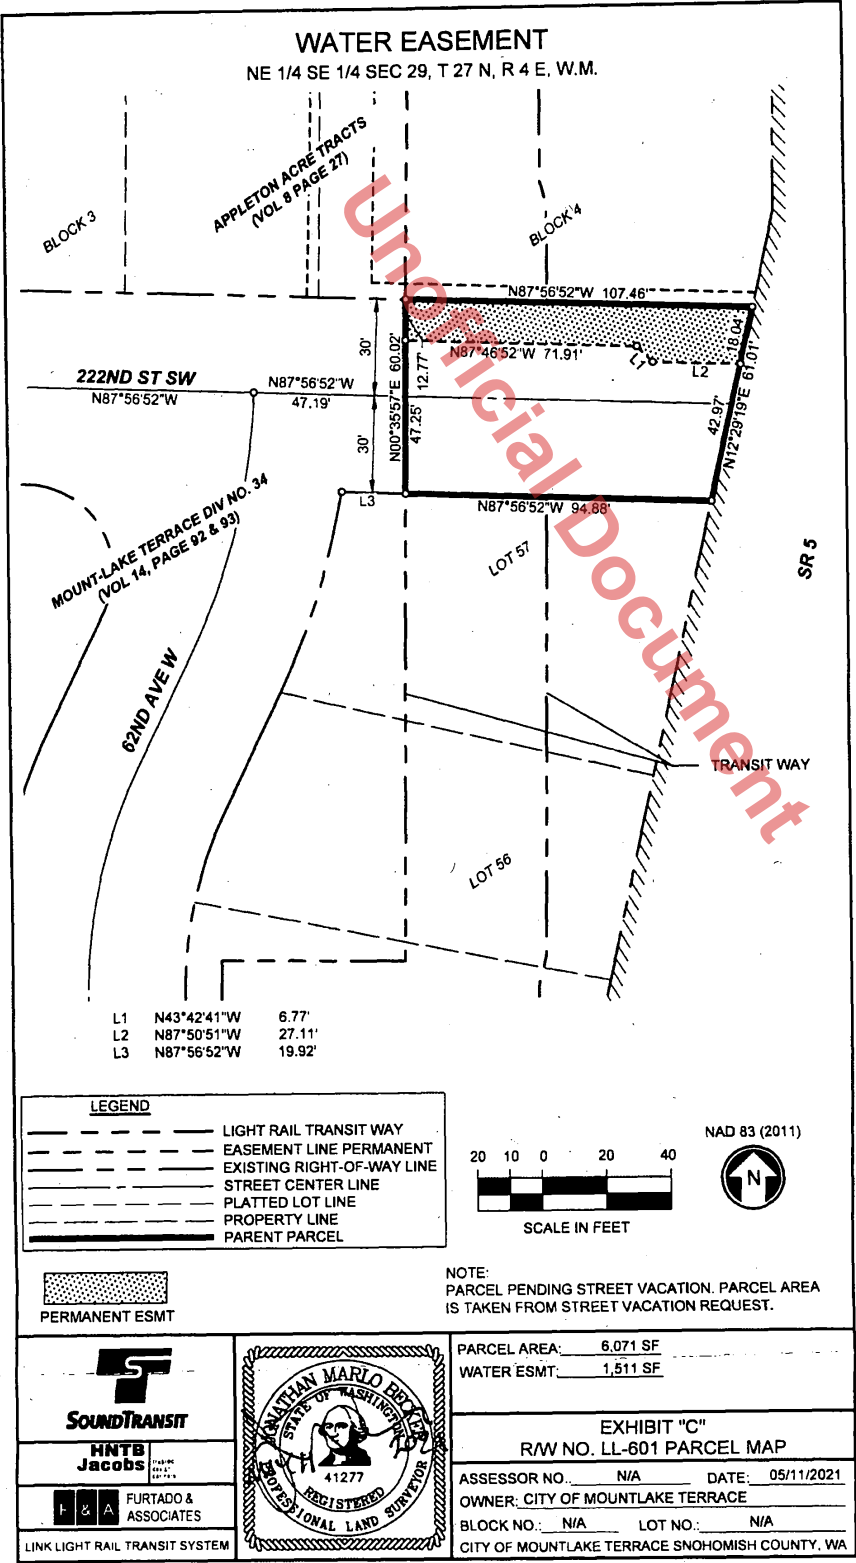 WATER EASEMENT
NE 1/4 SE 1/4 SEC 29, T 27 N, R 4 E, W.M.
APPLETON ACRE TRACTS
(VOL 8 PAGE 27)
BLOCK 3
BLOCK 4
Unofficial Document
N87°56'52"W 107.46'
30'
N00°35'57"E 60.02'
12.77'
47.25'
N87°46'52"W 71.91'
L1
L2
18.04'
N12°29'19"E 61.01'
42.97'
222ND ST SW
N87°56'52"W
N87°56'52"W
47.19'
30'
L3
N87°56'52"W 94.88'
MOUNT-LAKE TERRACE DIV NO. 34
(VOL 14, PAGE 92 & 93)
LOT 57
SR 5
62ND AVE W
TRANSIT WAY
LOT 56
L1 N43°42'41"W 6.77'
L2 N87°50'51"W 27.11'
L3 N87°56'52"W 19.92'
LEGEND
LIGHT RAIL TRANSIT WAY
EASEMENT LINE PERMANENT
EXISTING RIGHT-OF-WAY LINE
STREET CENTER LINE
PLATTED LOT LINE
PROPERTY LINE
PARENT PARCEL
20 10 0 20 40
SCALE IN FEET
NAD 83 (2011)
N
PERMANENT ESMT
NOTE:
PARCEL PENDING STREET VACATION. PARCEL AREA
IS TAKEN FROM STREET VACATION REQUEST.
SOUNDTRANSIT
HNTB
Jacobs
F & A
FURTADO &
ASSOCIATES
LINK LIGHT RAIL TRANSIT SYSTEM
JONATHAN MARLO BECKER
STATE OF WASHINGTON
41277
REGISTERED
PROFESSIONAL LAND SURVEYOR
PARCEL AREA: 6,071 SF
WATER ESMT: 1,511 SF
EXHIBIT "C"
R/W NO. LL-601 PARCEL MAP
ASSESSOR NO.. N/A DATE: 05/11/2021
OWNER: CITY OF MOUNTLAKE TERRACE
BLOCK NO.: N/A LOT NO.: N/A
CITY OF MOUNTLAKE TERRACE SNOHOMISH COUNTY, WA